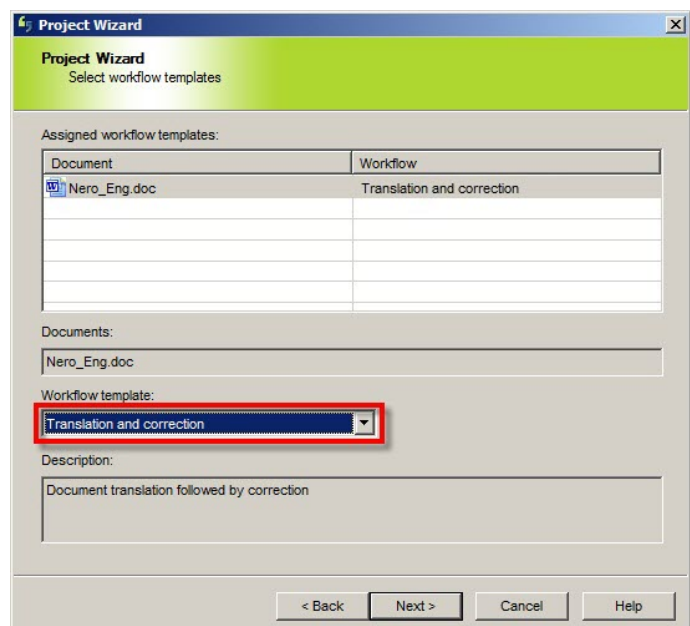 Project Wizard
Project Wizard
Select workflow templates
Assigned workflow templates:
Document Workflow
Nero_Eng.doc Translation and correction
Documents:
Nero_Eng.doc
Workflow template:
Translation and correction
Description:
Document translation followed by correction
< Back Next > Cancel Help